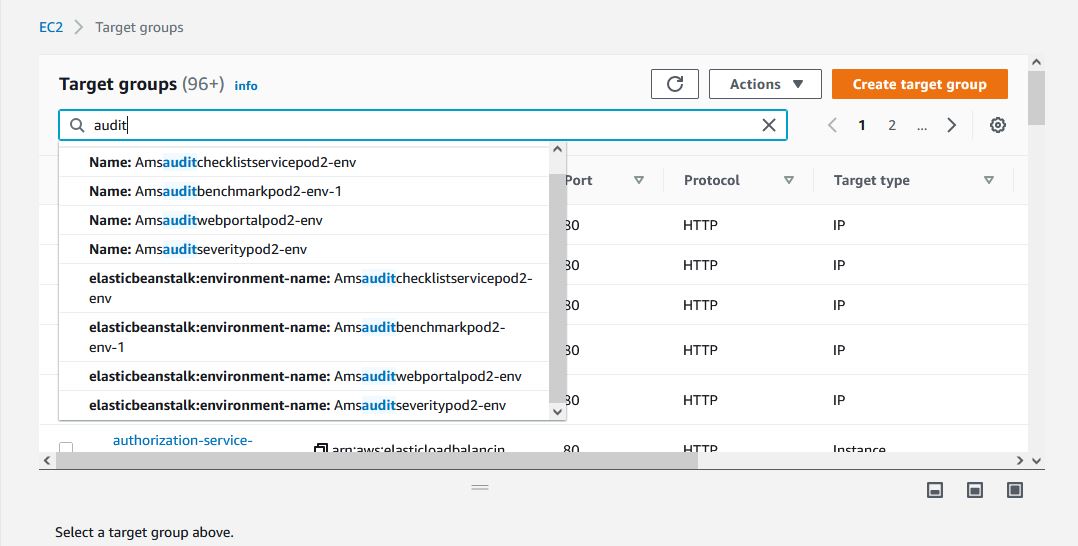 EC2 > Target groups
Target groups (96+) info
Actions
Create target group
audit
1 2 ...
Name: Amsauditchecklistservicepod2-env
Name: Amsauditbenchmarkpod2-env-1
Name: Amsauditwebportalpod2-env
Name: Amsauditseveritypod2-env
elasticbeanstalk:environment-name: Amsauditchecklistservicepod2-
env
elasticbeanstalk:environment-name: Amsauditbenchmarkpod2-
env-1
elasticbeanstalk:environment-name: Amsauditwebportalpod2-env
elasticbeanstalk:environment-name: Amsauditseveritypod2-env
Port Protocol Target type
80 HTTP IP
80 HTTP IP
80 HTTP IP
80 HTTP IP
80 HTTP IP
authorization-service-
arn:aws:elasticloadbalancin 80 HTTP Instance
Select a target group above.